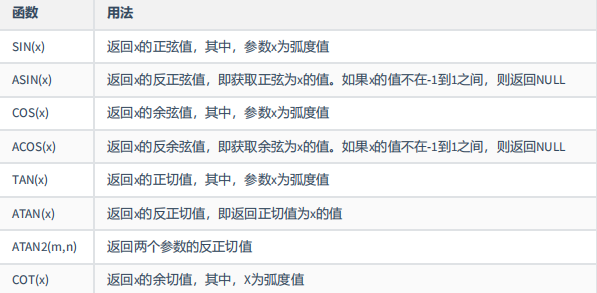 函数 用法
SIN(x) 返回x的正弦值，其中，参数x为弧度值
ASIN(x) 返回x的反正弦值，即获取正弦为x的值。如果x的值不在-1到1之间，则返回NULL
COS(x) 返回x的余弦值，其中，参数x为弧度值
ACOS(x) 返回x的反余弦值，即获取余弦为x的值。如果x的值不在-1到1之间，则返回NULL
TAN(x) 返回x的正切值，其中，参数x为弧度值
ATAN(x) 返回x的反正切值，即返回正切值为x的值
ATAN2(m,n) 返回两个参数的反正切值
COT(x) 返回x的余切值，其中，X为弧度值